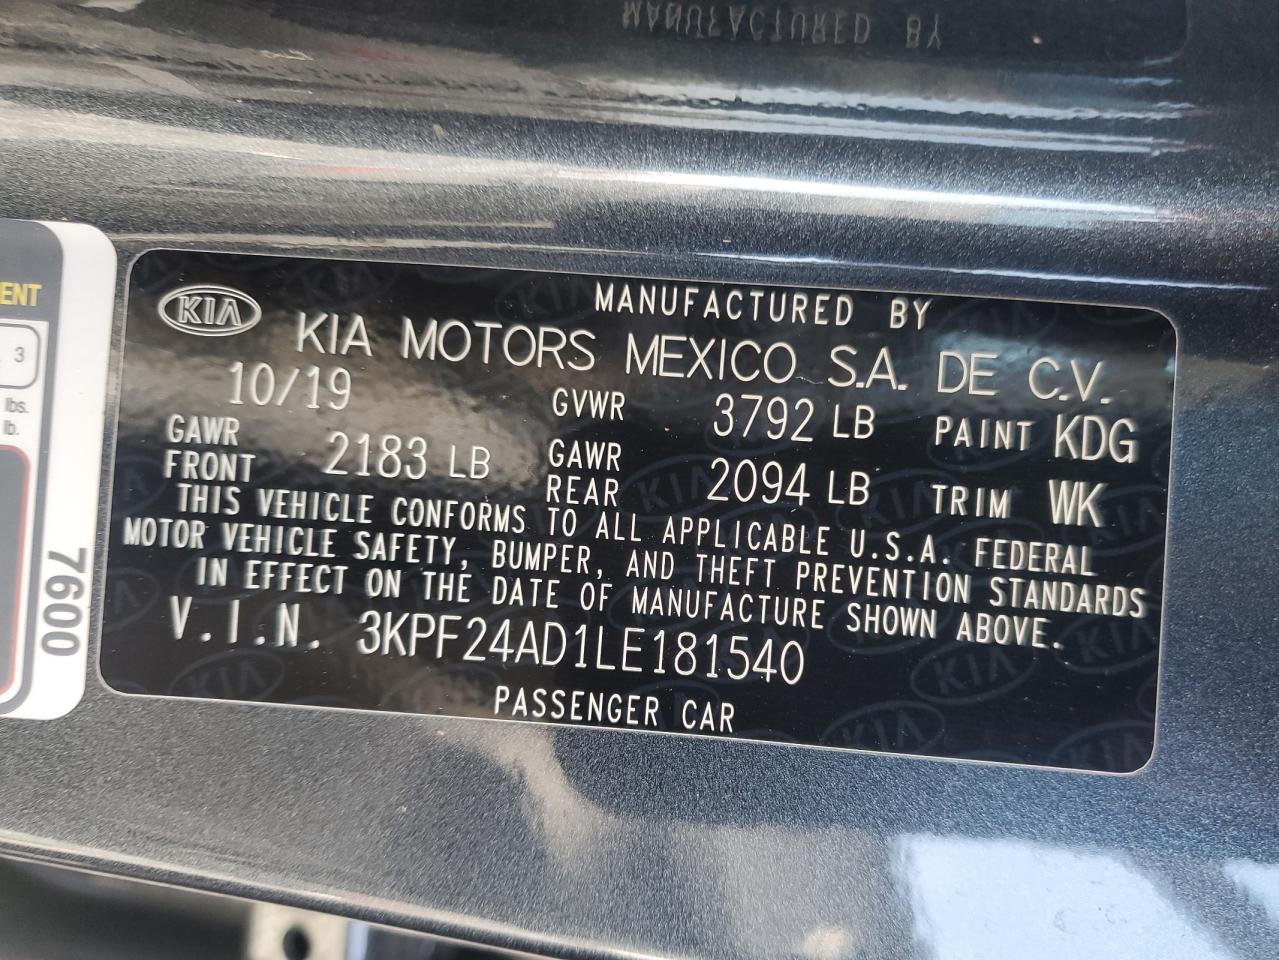 MANUFACTURED BY
ENT
3
lbs.
lb.
7600
KIA
MANUFACTURED BY
KIA MOTORS MEXICO S.A. DE C.V.
10/19 GVWR 3792 LB PAINT KDG
GAWR FRONT 2183 LB GAWR REAR 2094 LB TRIM WK
THIS VEHICLE CONFORMS TO ALL APPLICABLE U.S.A. FEDERAL
MOTOR VEHICLE SAFETY, BUMPER, AND THEFT PREVENTION STANDARDS
IN EFFECT ON THE DATE OF MANUFACTURE SHOWN ABOVE.
V.I.N. 3KPF24AD1LE181540
PASSENGER CAR